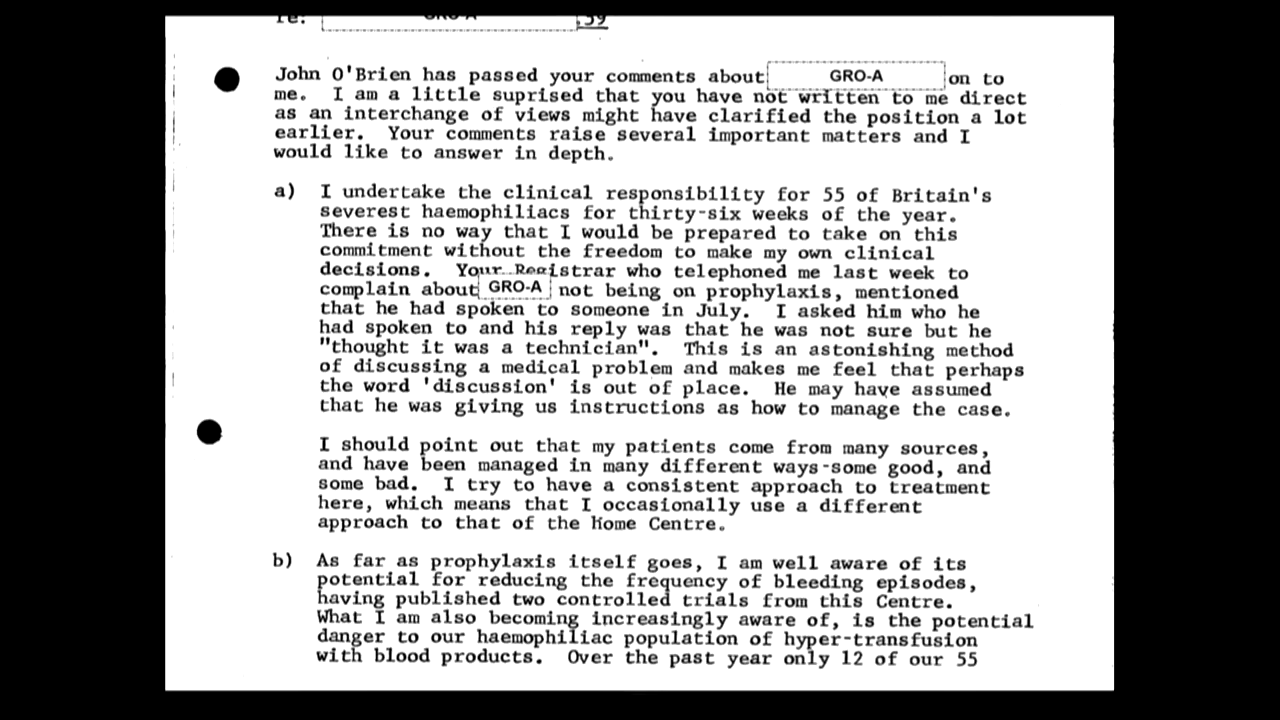 re: GRO-A .59
John O'Brien has passed your comments about GRO-A on to
me. I am a little suprised that you have not written to me direct
as an interchange of views might have clarified the position a lot
earlier. Your comments raise several important matters and I
would like to answer in depth.
a) I undertake the clinical responsibility for 55 of Britain's
severest haemophiliacs for thirty-six weeks of the year.
There is no way that I would be prepared to take on this
commitment without the freedom to make my own clinical
decisions. Your Registrar who telephoned me last week to
complain about GRO-A not being on prophylaxis, mentioned
that he had spoken to someone in July. I asked him who he
had spoken to and his reply was that he was not sure but he
"thought it was a technician". This is an astonishing method
of discussing a medical problem and makes me feel that perhaps
the word 'discussion' is out of place. He may have assumed
that he was giving us instructions as how to manage the case.
I should point out that my patients come from many sources,
and have been managed in many different ways-some good, and
some bad. I try to have a consistent approach to treatment
here, which means that I occasionally use a different
approach to that of the Home Centre.
b) As far as prophylaxis itself goes, I am well aware of its
potential for reducing the frequency of bleeding episodes,
having published two controlled trials from this Centre.
What I am also becoming increasingly aware of, is the potential
danger to our haemophiliac population of hyper-transfusion
with blood products. Over the past year only 12 of our 55